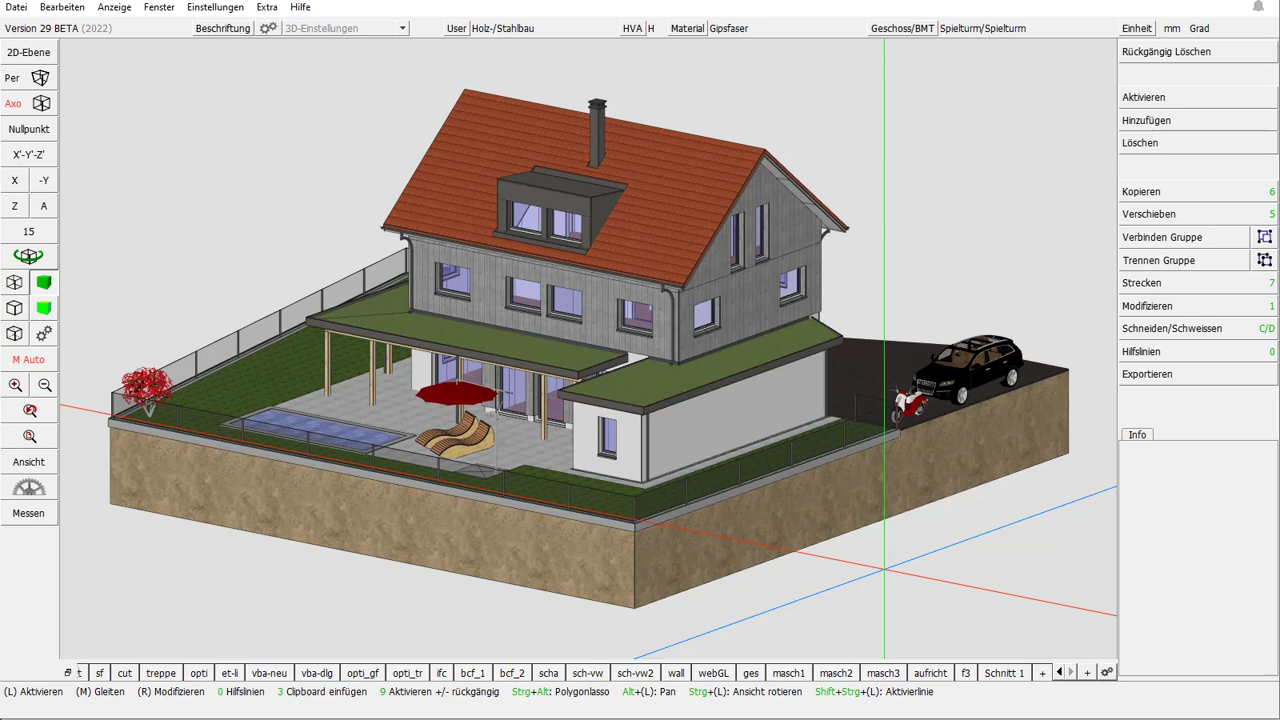 Datei Bearbeiten Anzeige Fenster Einstellungen Extra Hilfe
Version 29 BETA (2022) Beschriftung 3D-Einstellungen User Holz-/Stahlbau HVA H Material Gipsfaser Geschoss/BMT Spielturm/Spielturm Einheit mm Grad
2D-Ebene
Per
Axo
Nullpunkt
X'-Y'-Z'
X -Y
Z A
15
M Auto
Ansicht
Messen
Rückgängig Löschen
Aktivieren
Hinzufügen
Löschen
Kopieren 6
Verschieben 5
Verbinden Gruppe
Trennen Gruppe
Strecken 7
Modifizieren 1
Schneiden/Schweissen C/D
Hilfslinien 0
Exportieren
Info
t sf cut treppe opti et-li vba-neu vba-dlg opti_gf opti_tr ifc bcf_1 bcf_2 scha sch-vw sch-vw2 wall webGL ges masch1 masch2 masch3 aufricht f3 Schnitt 1 + +
(L) Aktivieren (M) Gleiten (R) Modifizieren 0 Hilfslinien 3 Clipboard einfügen 9 Aktivieren +/- rückgängig Strg+Alt: Polygonlasso Alt+(L): Pan Strg+(L): Ansicht rotieren Shift+Strg+(L): Aktivierlinie